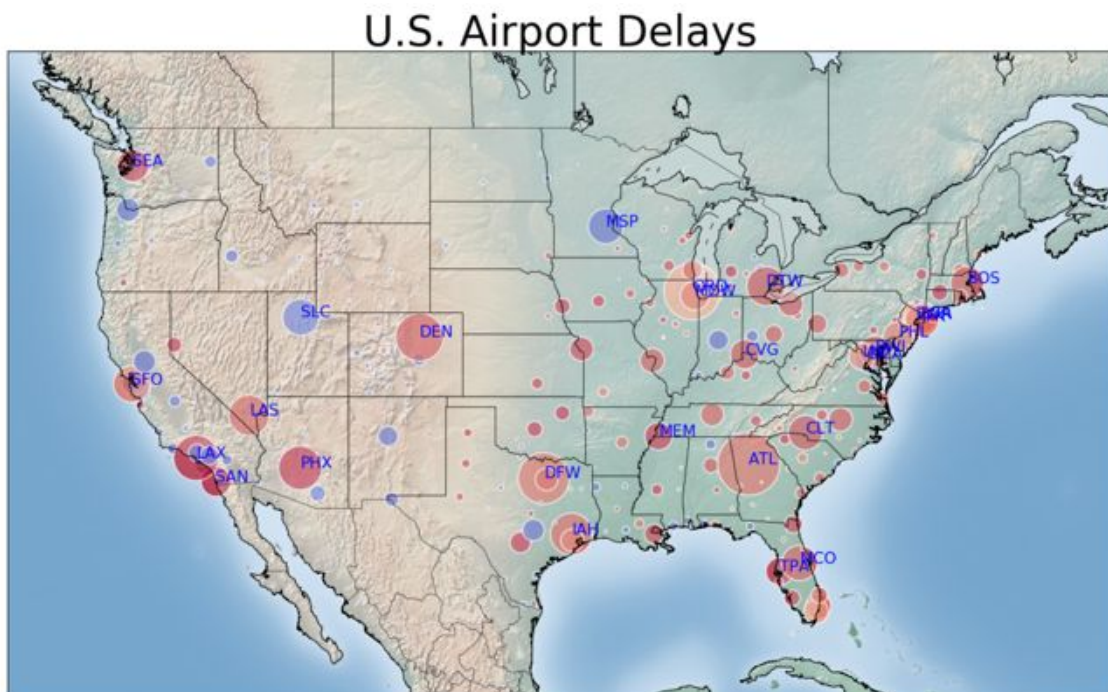 U.S. Airport Delays
SEA
MSP
ORD
DTW
BOS
SLC
DEN
PHL
CVG
SFO
LAS
MEM
CLT
LAX
SAN
PHX
DFW
ATL
IAH
MCO
TPA